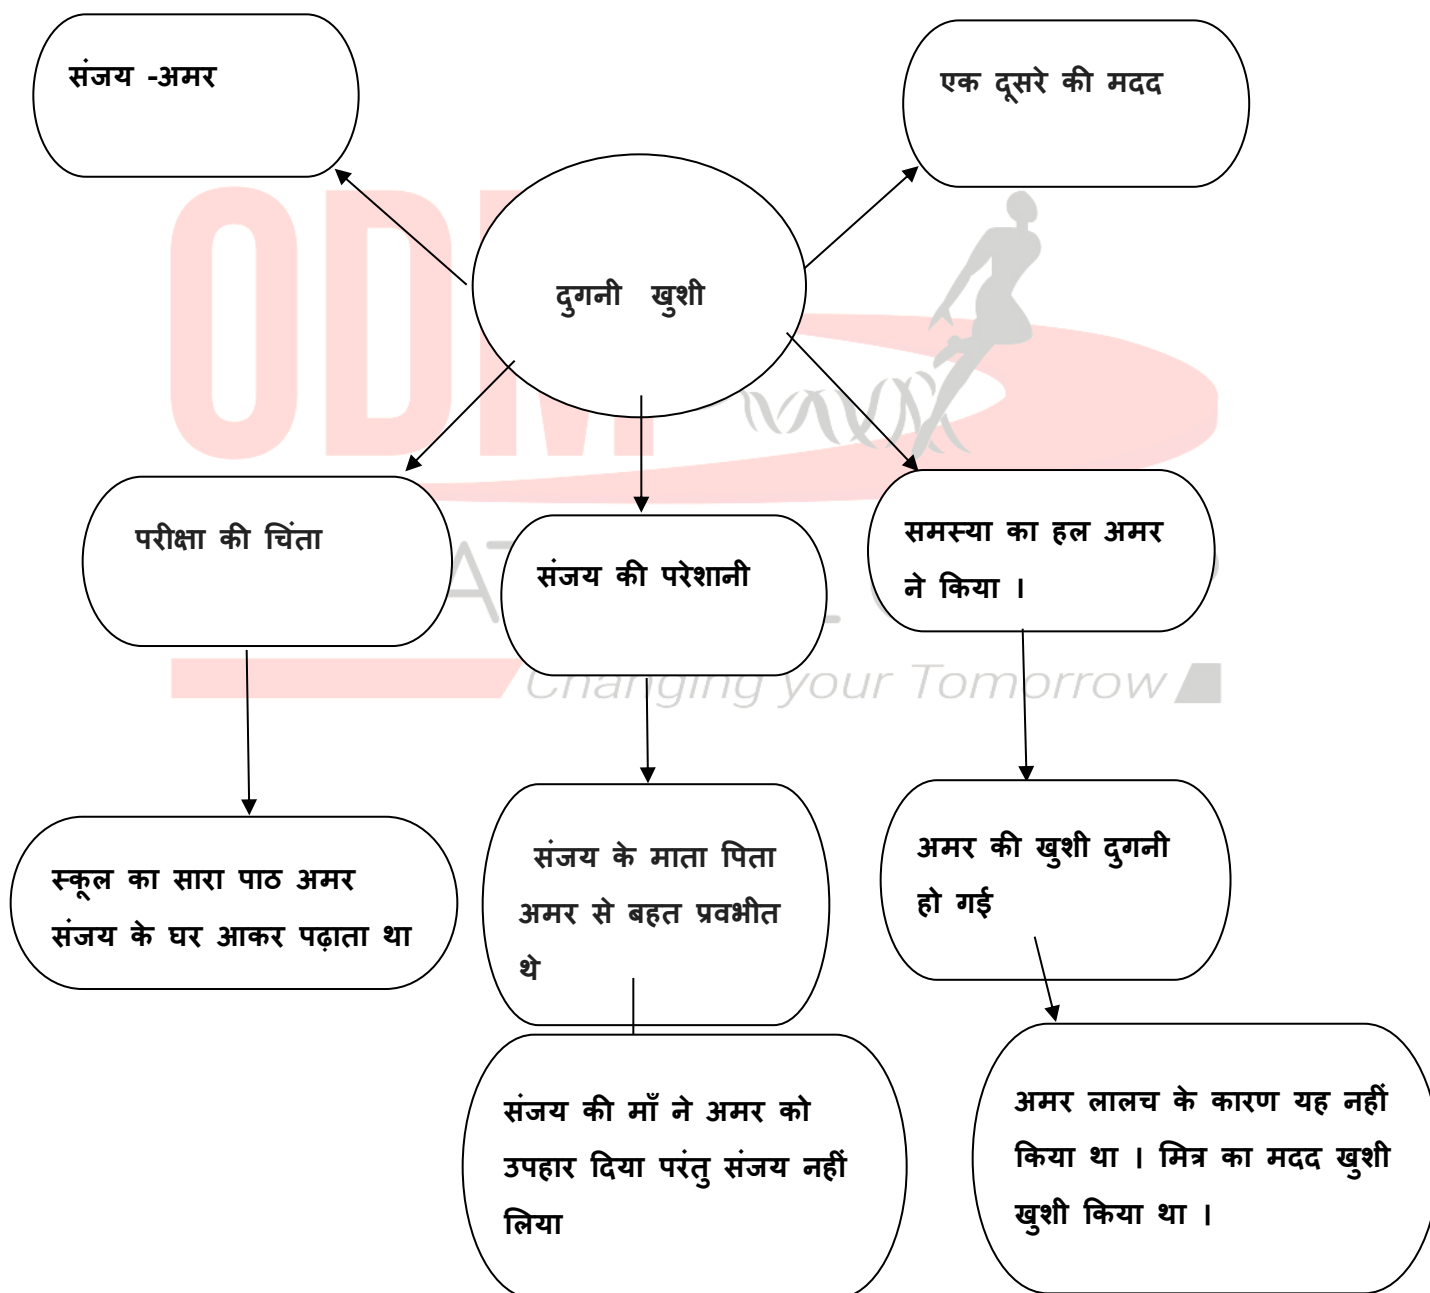 संजय -अमर
एक दूसरे की मदद
दुगनी खुशी
परीक्षा की चिंता
संजय की परेशानी
समस्या का हल अमर
ने किया ।
स्कूल का सारा पाठ अमर
संजय के घर आकर पढ़ाता था
संजय के माता पिता
अमर से बहत प्रवभीत
थे
अमर की खुशी दुगनी
हो गई
संजय की माँ ने अमर को
उपहार दिया परंतु संजय नहीं
लिया
अमर लालच के कारण यह नहीं
किया था । मित्र का मदद खुशी
खुशी किया था ।
ODM
Changing your Tomorrow